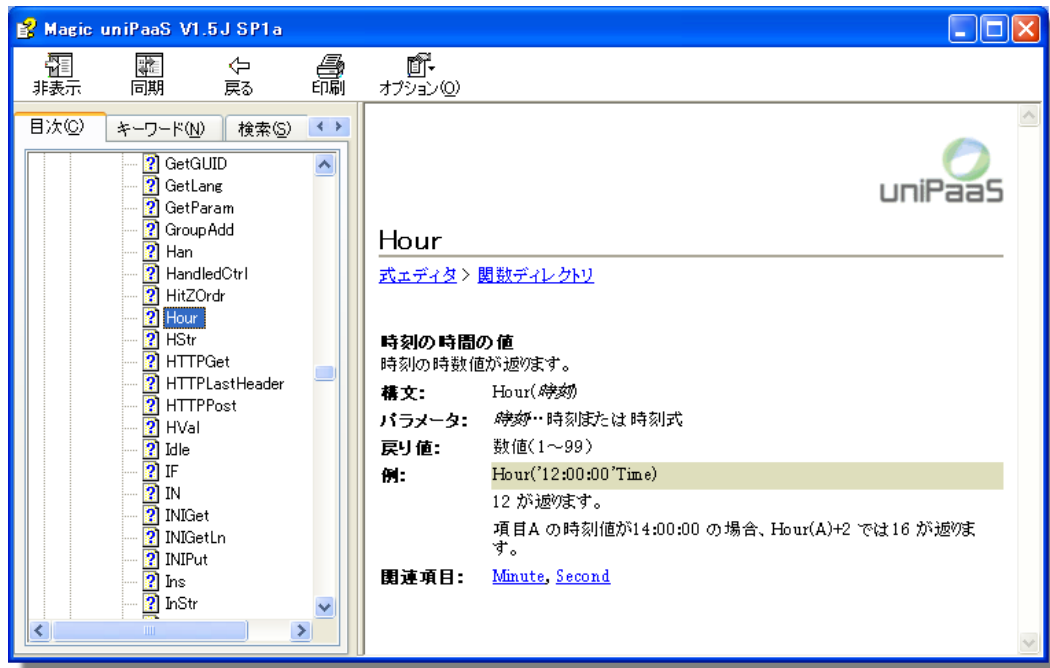 Magic uniPaaS V1.5J SP1a
非表示
同期
戻る
印刷
オプション(O)
目次(C)
キーワード(N)
検索(S)
GetGUID
GetLang
GetParam
GroupAdd
Han
HandledCtrl
HitZOrdr
Hour
HStr
HTTPGet
HTTPLastHeader
HTTPPost
HVal
Idle
IF
IN
INIGet
INIGetLn
INIPut
Ins
InStr
uniPaaS
Hour
式エディタ > 関数ディレクトリ
時刻の時間の値
時刻の時数値が返ります。
構文: Hour(時刻)
パラメータ: 時刻…時刻または時刻式
戻り値: 数値(1～99)
例: Hour('12:00:00'Time)
12 が返ります。
項目A の時刻値が14:00:00 の場合、Hour(A)+2 では16 が返りま
す。
関連項目: Minute, Second